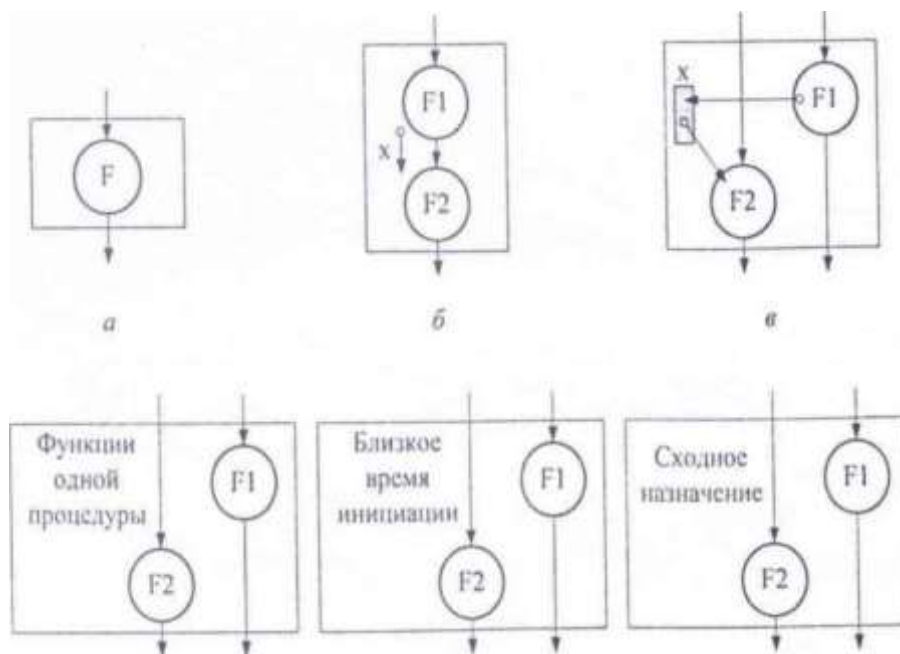 F
F1
X
F2
X
F1
F2
а
б
в
Функции
одной
процедуры
F1
F2
Близкое
время
инициации
F1
F2
Сходное
назначение
F1
F2